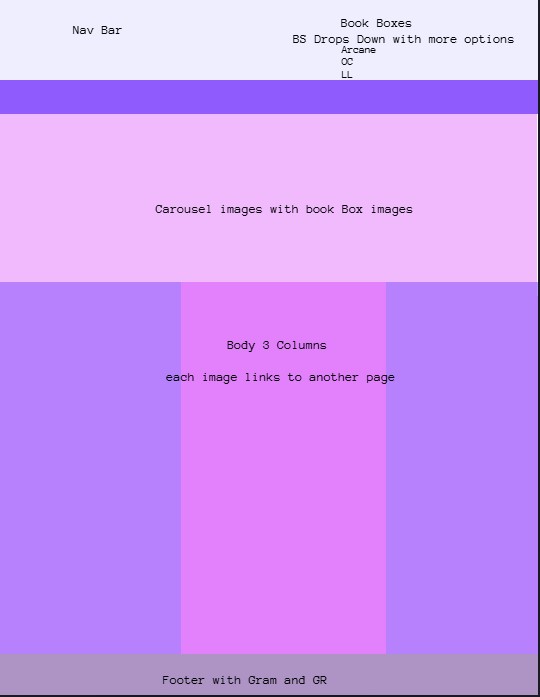 Nav Bar
Book Boxes
BS Drops Down with more options
Arcane
OC
LL
Carousel images with book Box images
Body 3 Columns
each image links to another page
Footer with Gram and GR